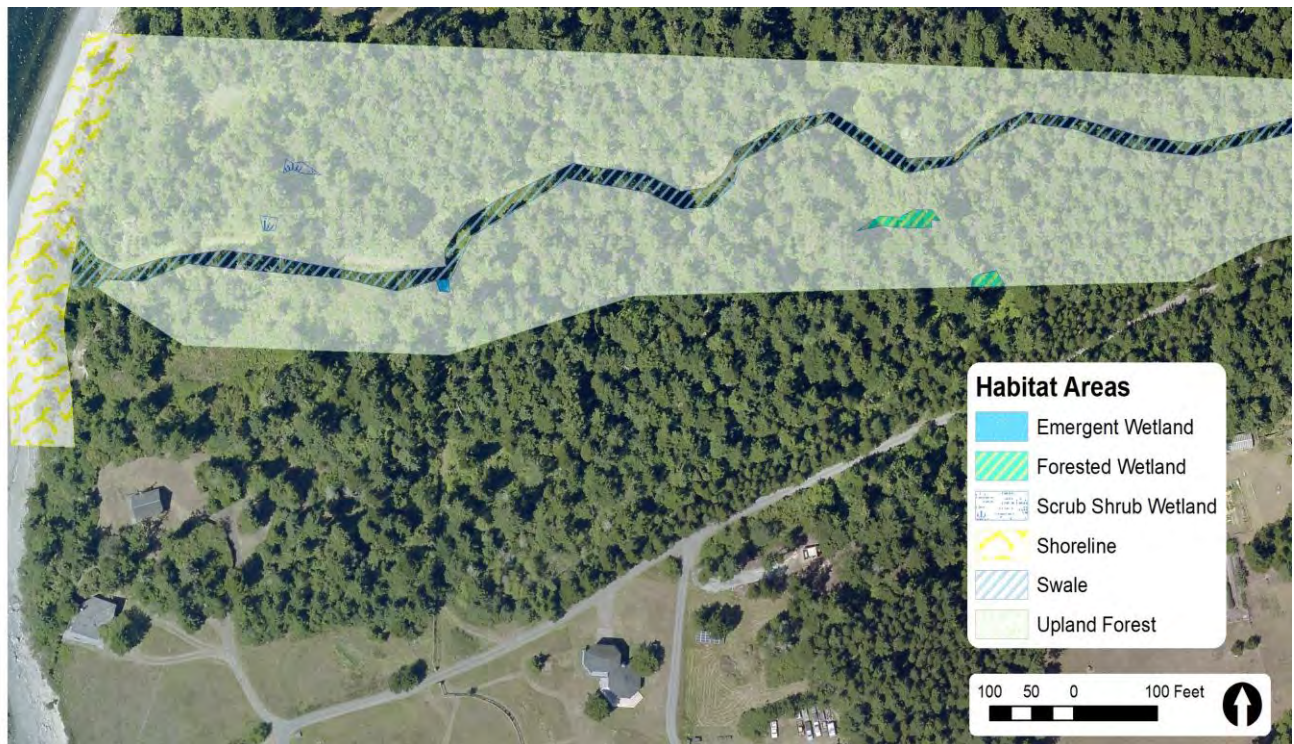 Habitat Areas
Emergent Wetland
Forested Wetland
Scrub Shrub Wetland
Shoreline
Swale
Upland Forest
100 50 0 100 Feet